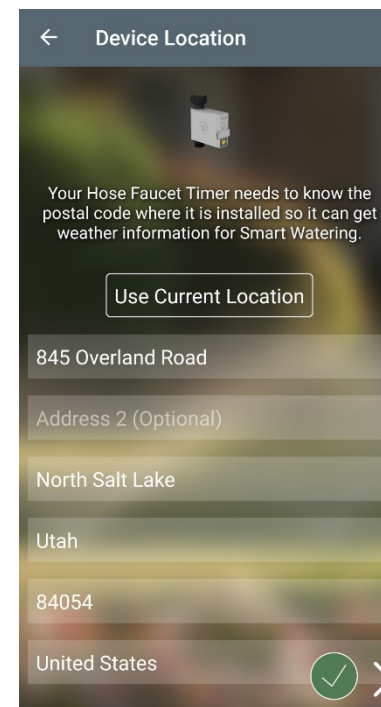 Device Location
Your Hose Faucet Timer needs to know the
postal code where it is installed so it can get
weather information for Smart Watering.
Use Current Location
845 Overland Road
Address 2 (Optional)
North Salt Lake
Utah
84054
United States